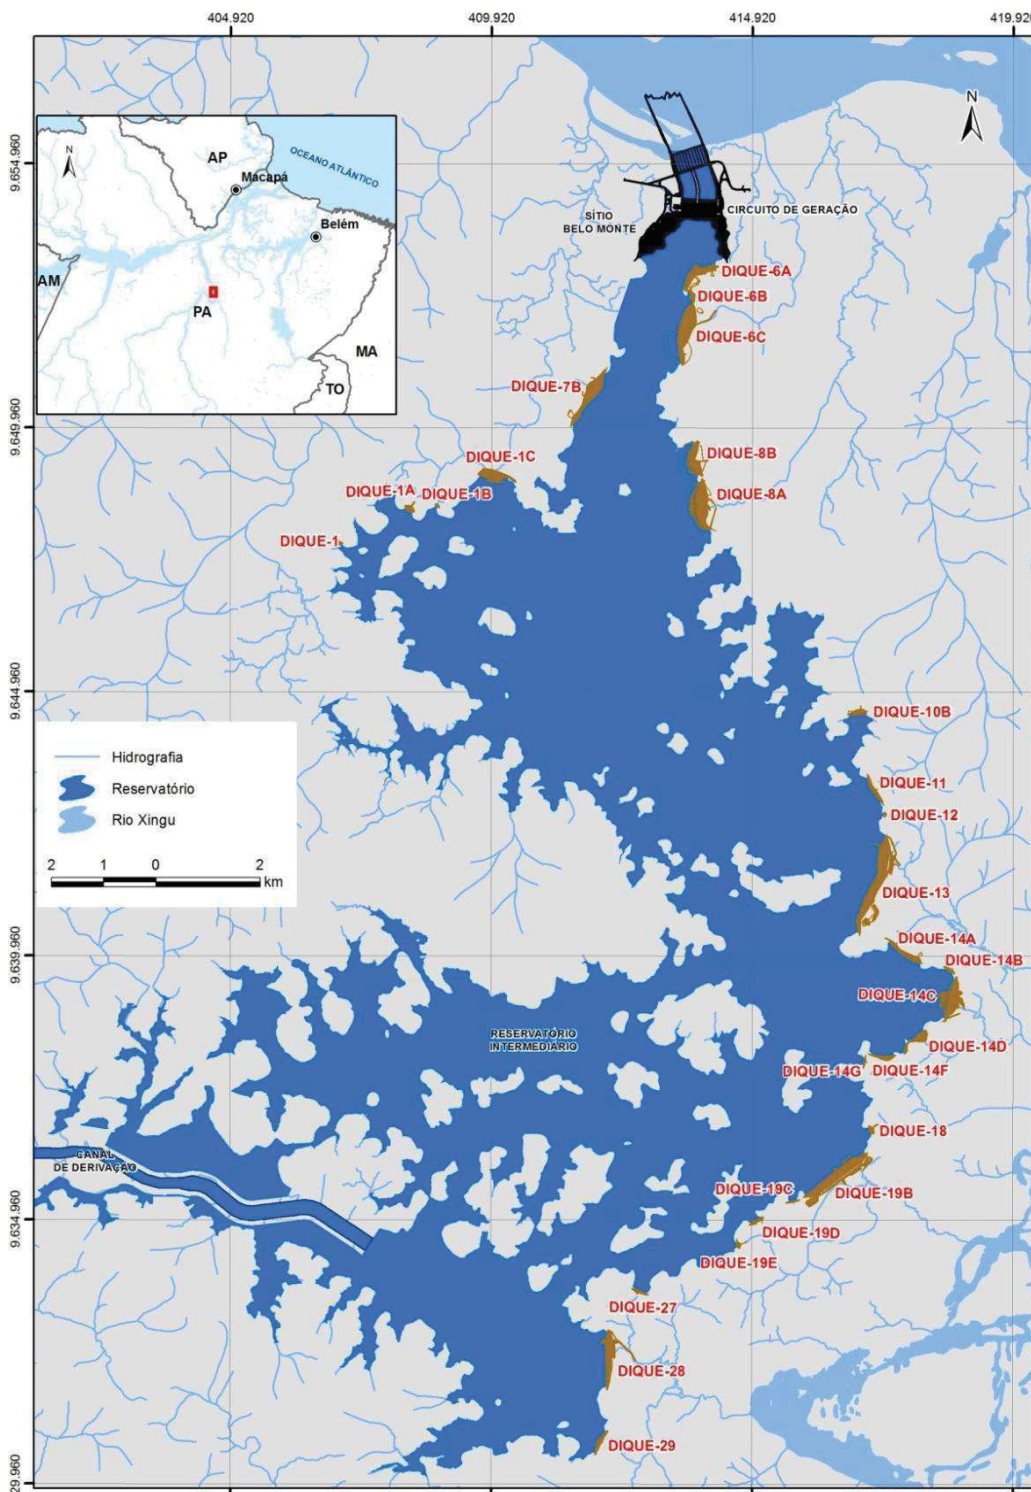 404.920
409.920
414.920
419.920
9.654.960
9.649.960
9.644.960
9.639.960
9.634.960
29.960
N
N
AP
Macapá
OCEANO ATLÂNTICO
Belém
AM
PA
MA
TO
SÍTIO
BELO MONTE
CIRCUITO DE GERAÇÃO
DIQUE-6A
DIQUE-6B
DIQUE-6C
DIQUE-7B
DIQUE-8B
DIQUE-1C
DIQUE-1A
DIQUE-1B
DIQUE-8A
DIQUE-1
DIQUE-10B
Hidrografia
Reservatório
Rio Xingu
2 1 0 2
km
DIQUE-11
DIQUE-12
DIQUE-13
DIQUE-14A
DIQUE-14B
DIQUE-14C
RESERVATÓRIO
INTERMEDIÁRIO
DIQUE-14D
DIQUE-14G
DIQUE-14F
DIQUE-18
CANAL
DE DERIVAÇÃO
DIQUE-19C
DIQUE-19B
DIQUE-19D
DIQUE-19E
DIQUE-27
DIQUE-28
DIQUE-29